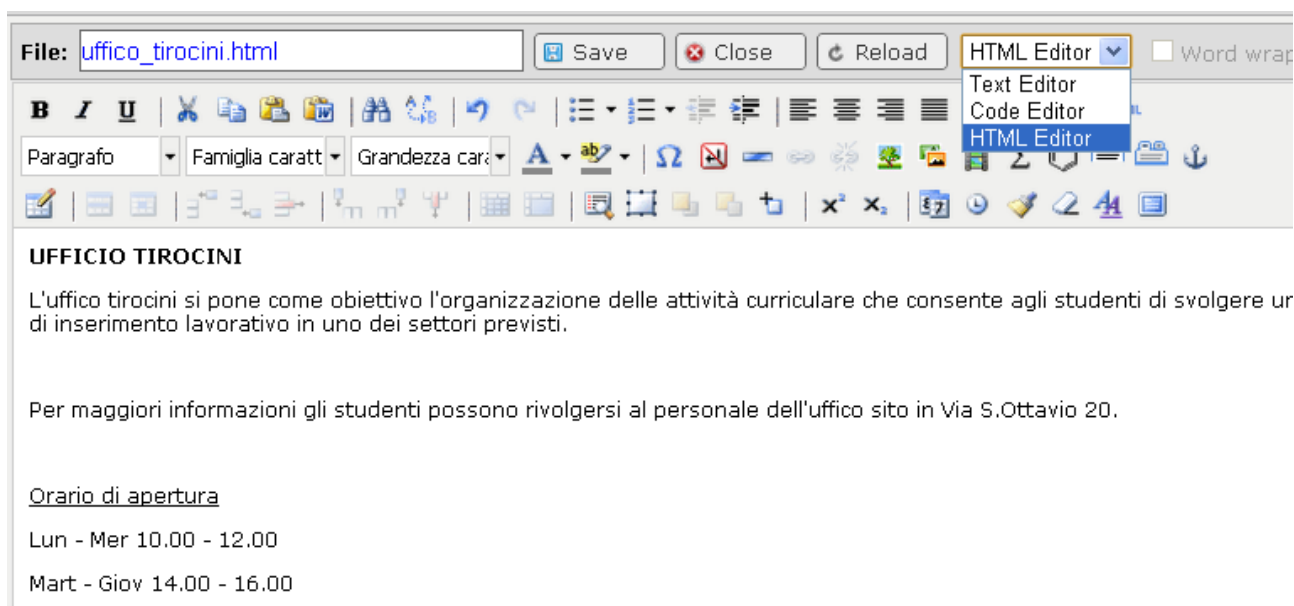 File: uffico_tirocini.html Save Close Reload HTML Editor Word wrap
Text Editor
Code Editor
HTML Editor
B I U
Paragrafo Famiglia caratt Grandezza cara
UFFICIO TIROCINI
L'uffico tirocini si pone come obiettivo l'organizzazione delle attività curriculare che consente agli studenti di svolgere un
di inserimento lavorativo in uno dei settori previsti.
Per maggiori informazioni gli studenti possono rivolgersi al personale dell'uffico sito in Via S.Ottavio 20.
Orario di apertura
Lun - Mer 10.00 - 12.00
Mart - Giov 14.00 - 16.00